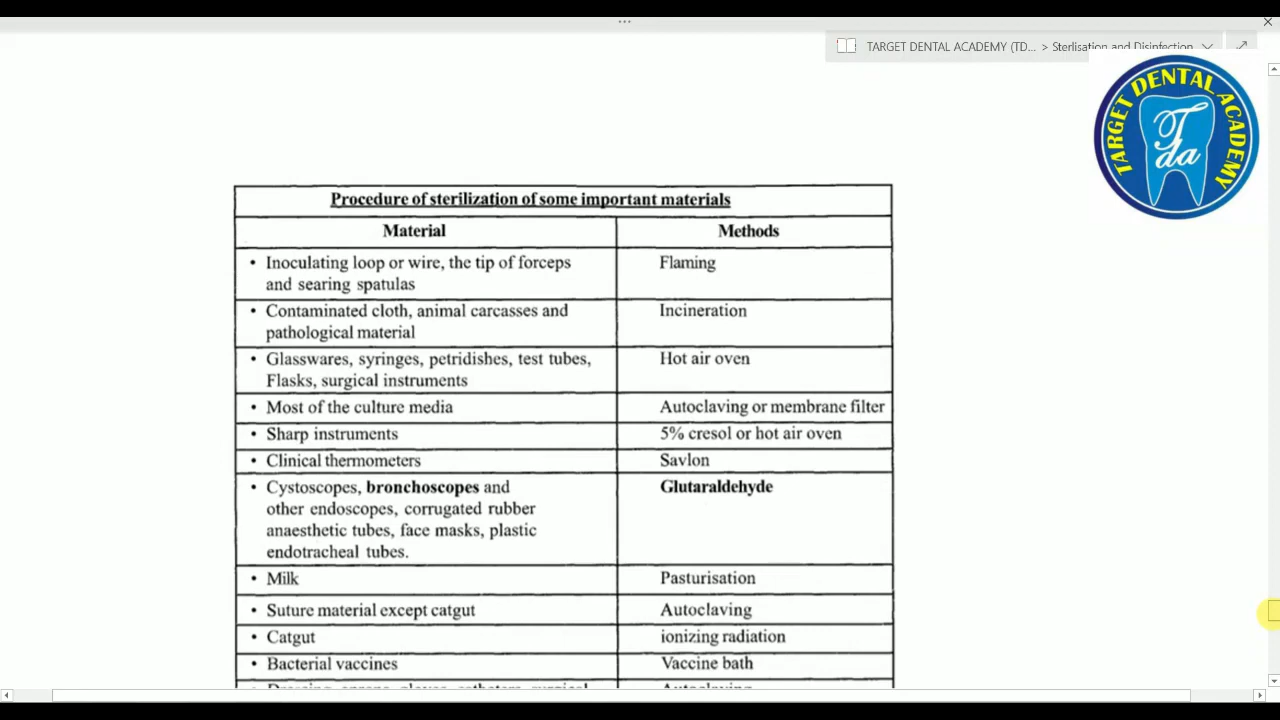 TARGET DENTAL ACADEMY (TD... > Sterlisation and Disinfection
TARGET DENTAL ACADEMY
Tda
Procedure of sterilization of some important materials
Material Methods
• Inoculating loop or wire, the tip of forceps Flaming
and searing spatulas
• Contaminated cloth, animal carcasses and Incineration
pathological material
• Glasswares, syringes, petridishes, test tubes, Hot air oven
Flasks, surgical instruments
• Most of the culture media Autoclaving or membrane filter
• Sharp instruments 5% cresol or hot air oven
• Clinical thermometers Savlon
• Cystoscopes, bronchoscopes and Glutaraldehyde
other endoscopes, corrugated rubber
anaesthetic tubes, face masks, plastic
endotracheal tubes.
• Milk Pasturisation
• Suture material except catgut Autoclaving
• Catgut ionizing radiation
• Bacterial vaccines Vaccine bath